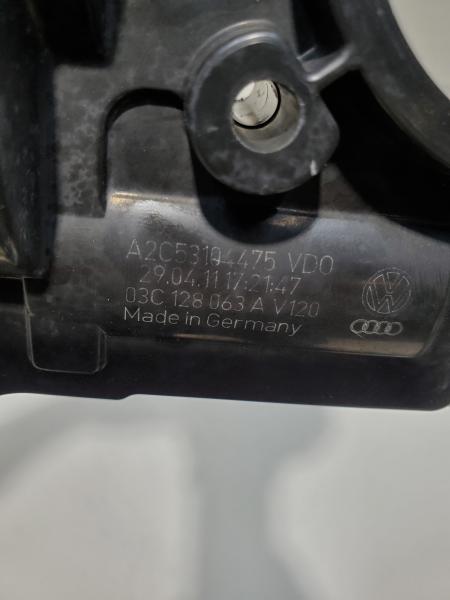 A2C53104475 VDO
29.04.11 17:21:47
03C 128 063 A V120
Made in Germany